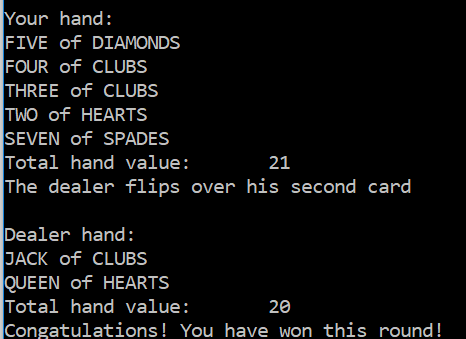 Your hand:
FIVE of DIAMONDS
FOUR of CLUBS
THREE of CLUBS
TWO of HEARTS
SEVEN of SPADES
Total hand value: 21
The dealer flips over his second card
Dealer hand:
JACK of CLUBS
QUEEN of HEARTS
Total hand value: 20
Congatulations! You have won this round!